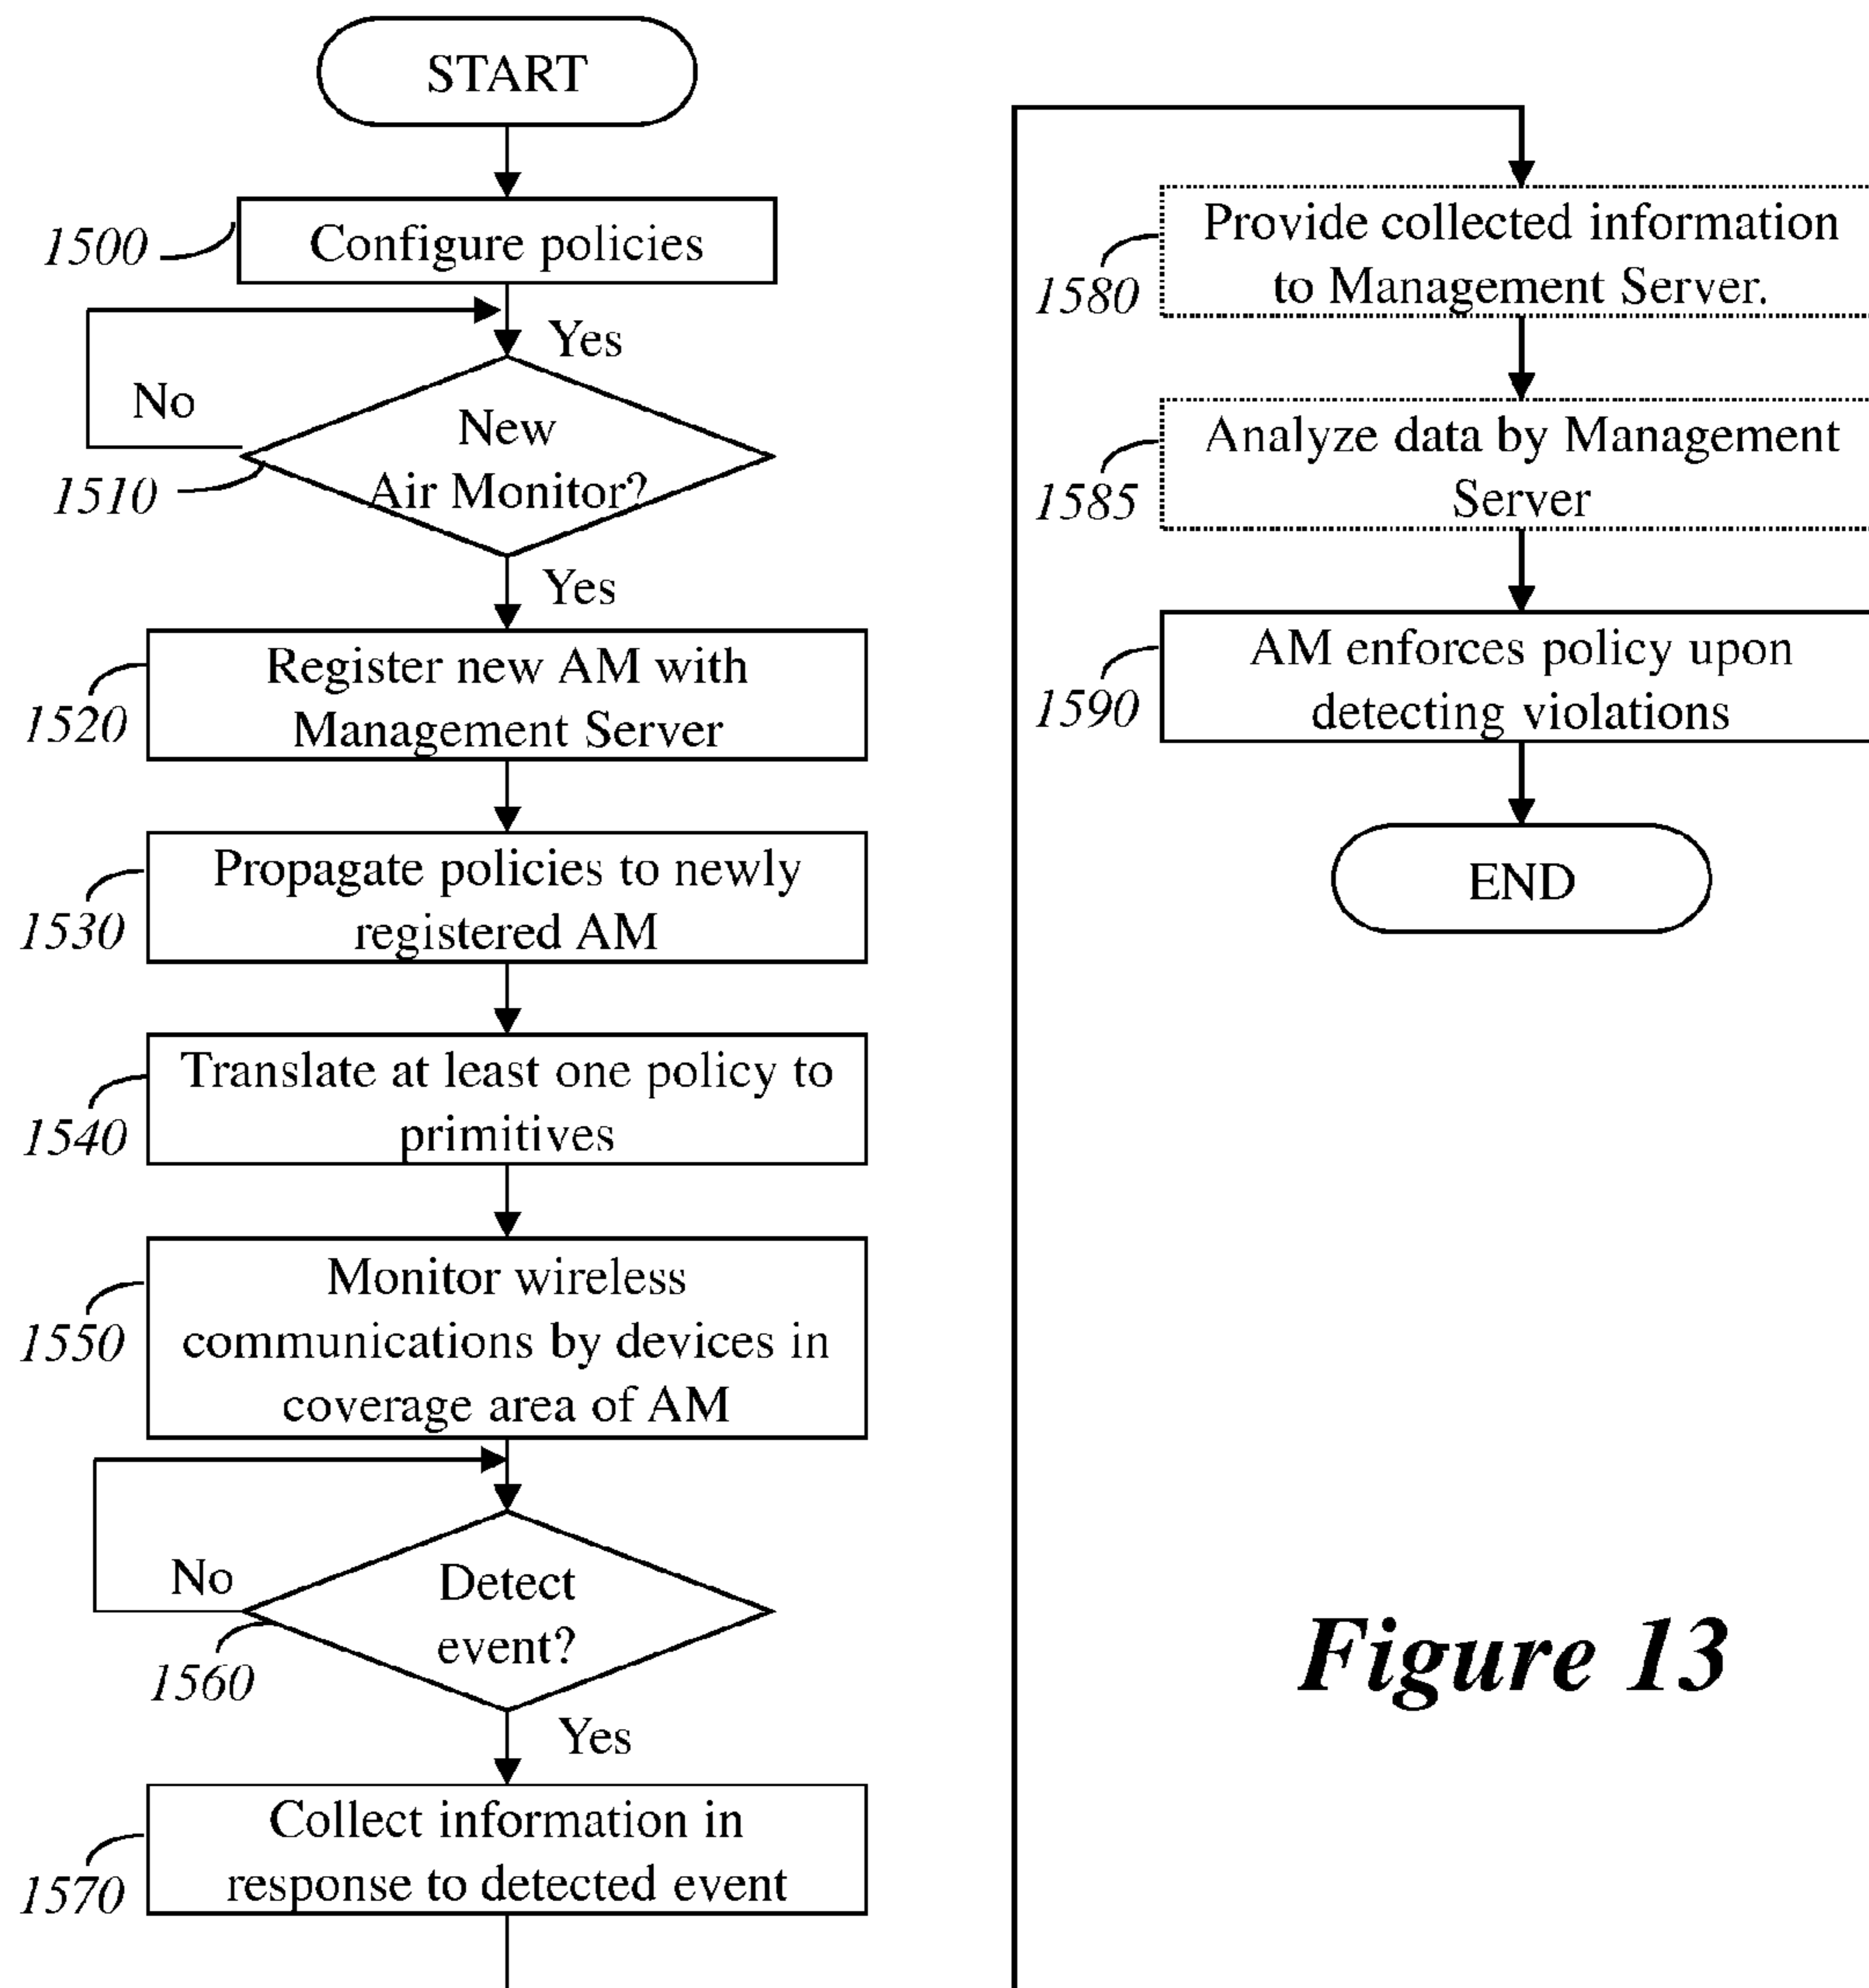 START
1500
Configure policies
Yes
No
New
Air Monitor?
1510
Yes
Register new AM with
Management Server
1520
Propagate policies to newly
registered AM
1530
Translate at least one policy to
primitives
1540
Monitor wireless
communications by devices in
coverage area of AM
1550
No
Detect
event?
1560
Yes
Collect information in
response to detected event
1570
Provide collected information
to Management Server.
1580
Analyze data by Management
Server
1585
AM enforces policy upon
detecting violations
1590
END
Figure 13